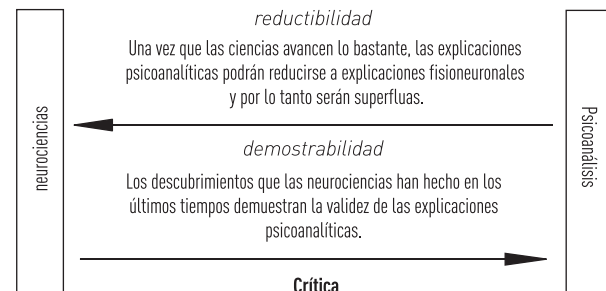 reductibilidad
Una vez que las ciencias avancen lo bastante, las explicaciones
psicoanalíticas podrán reducirse a explicaciones fisioneuronales
y por lo tanto serán superfluas.
neurociencias
Psicoanálisis
demostrabilidad
Los descubrimientos que las neurociencias han hecho en los
últimos tiempos demuestran la validez de las explicaciones
psicoanalíticas.
Crítica